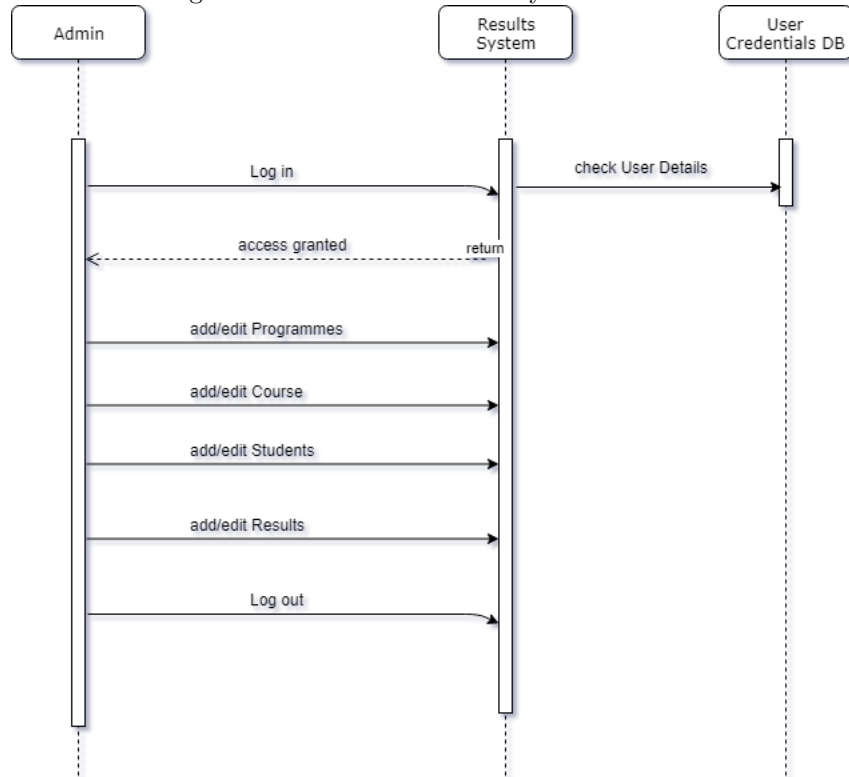 Admin
Results
System
User
Credentials DB
Log in
check User Details
access granted
return
add/edit Programmes
add/edit Course
add/edit Students
add/edit Results
Log out